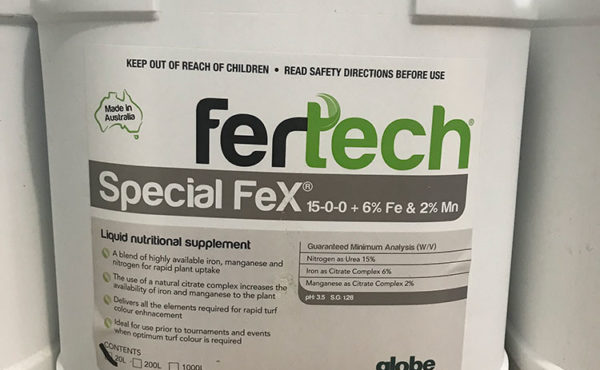 KEEP OUT OF REACH OF CHILDREN • READ SAFETY DIRECTIONS BEFORE USE
Made in
Australia
fertech®
Special FeX® 15-0-0 + 6% Fe & 2% Mn
Liquid nutritional supplement
A blend of highly available iron, manganese and
nitrogen for rapid plant uptake
The use of a natural citrate complex increases the
availability of iron and manganese to the plant
Delivers all the elements required for rapid turf
colour enhnacement
Ideal for use prior to tournaments and events
when optimum turf colour is required
CONTENTS
20L 200L 1000L
Guaranteed Minimum Analysis (W/V)
Nitrogen as Urea 15%
Iron as Citrate Complex 6%
Manganese as Citrate Complex 2%
pH: 3.5 S.G: 1.28
globe